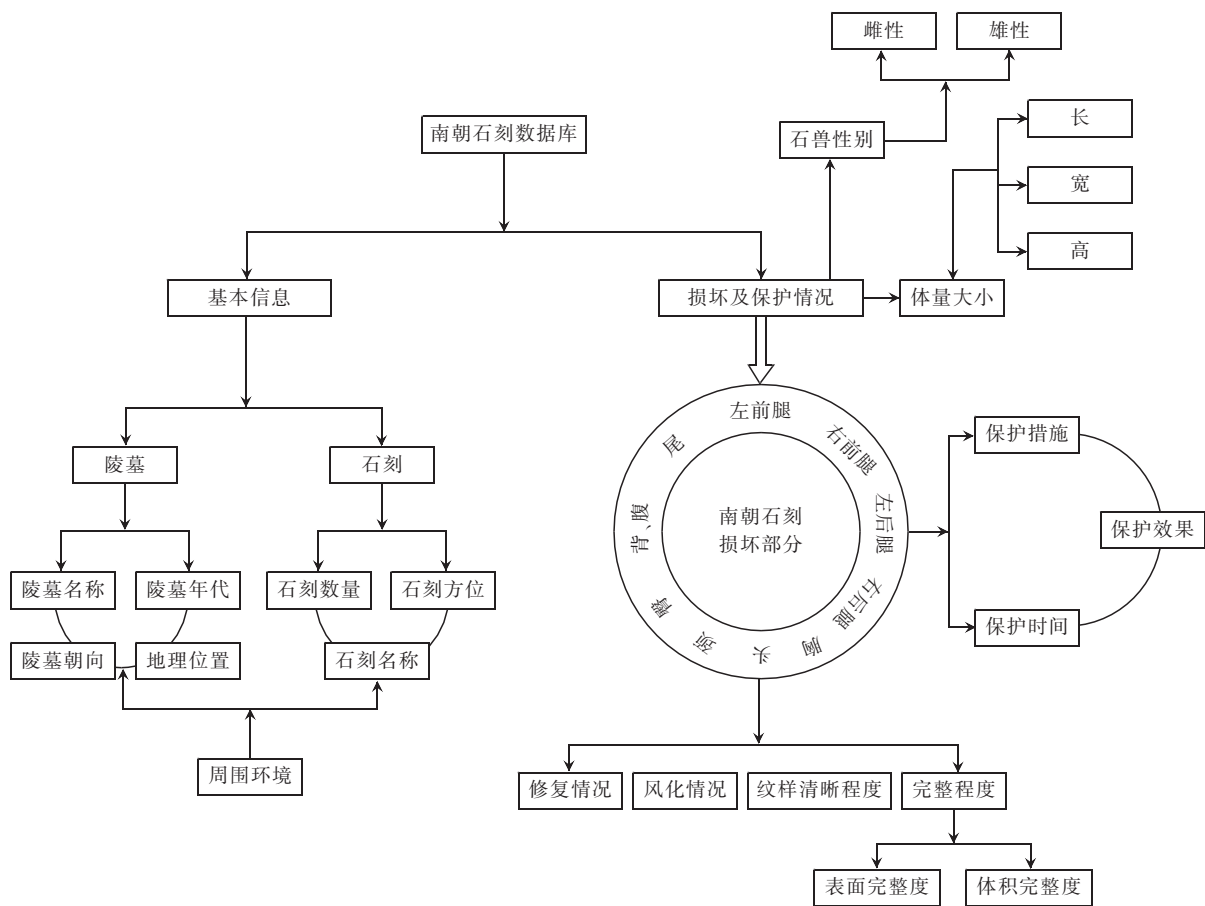 雌性
雄性
南朝石刻数据库
石兽性别
长
宽
高
基本信息
损坏及保护情况
体量大小
陵墓
石刻
陵墓名称
陵墓年代
石刻数量
石刻方位
陵墓朝向
地理位置
石刻名称
周围环境
左前腿
右前腿
左后腿
右后腿
胸
头
颈
臀
背、腹
尾
南朝石刻
损坏部分
保护措施
保护效果
保护时间
修复情况
风化情况
纹样清晰程度
完整程度
表面完整度
体积完整度